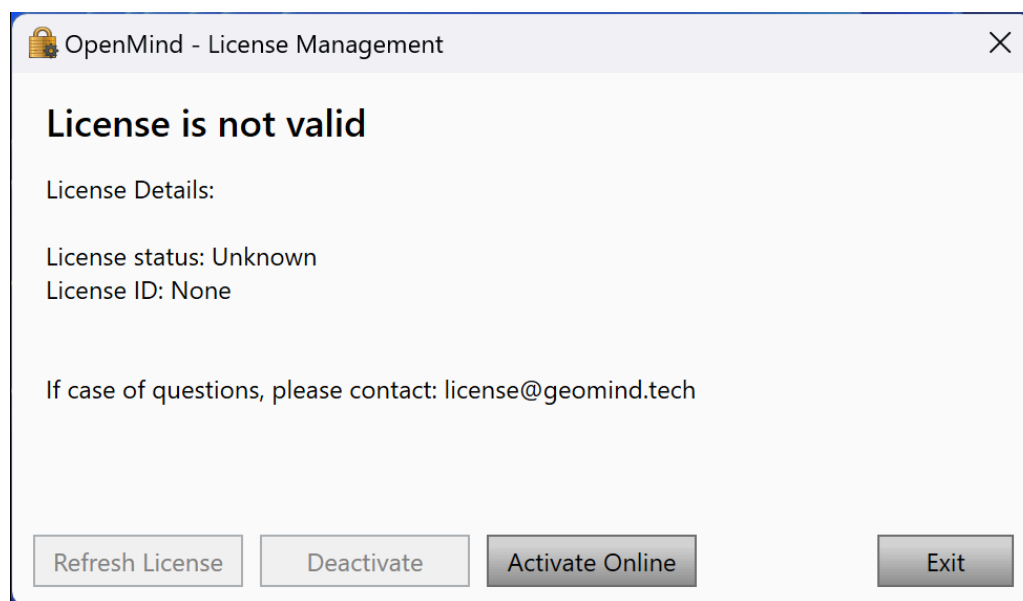 OpenMind - License Management
License is not valid
License Details:
License status: Unknown
License ID: None
If case of questions, please contact: license@geomind.tech
Refresh License
Deactivate
Activate Online
Exit